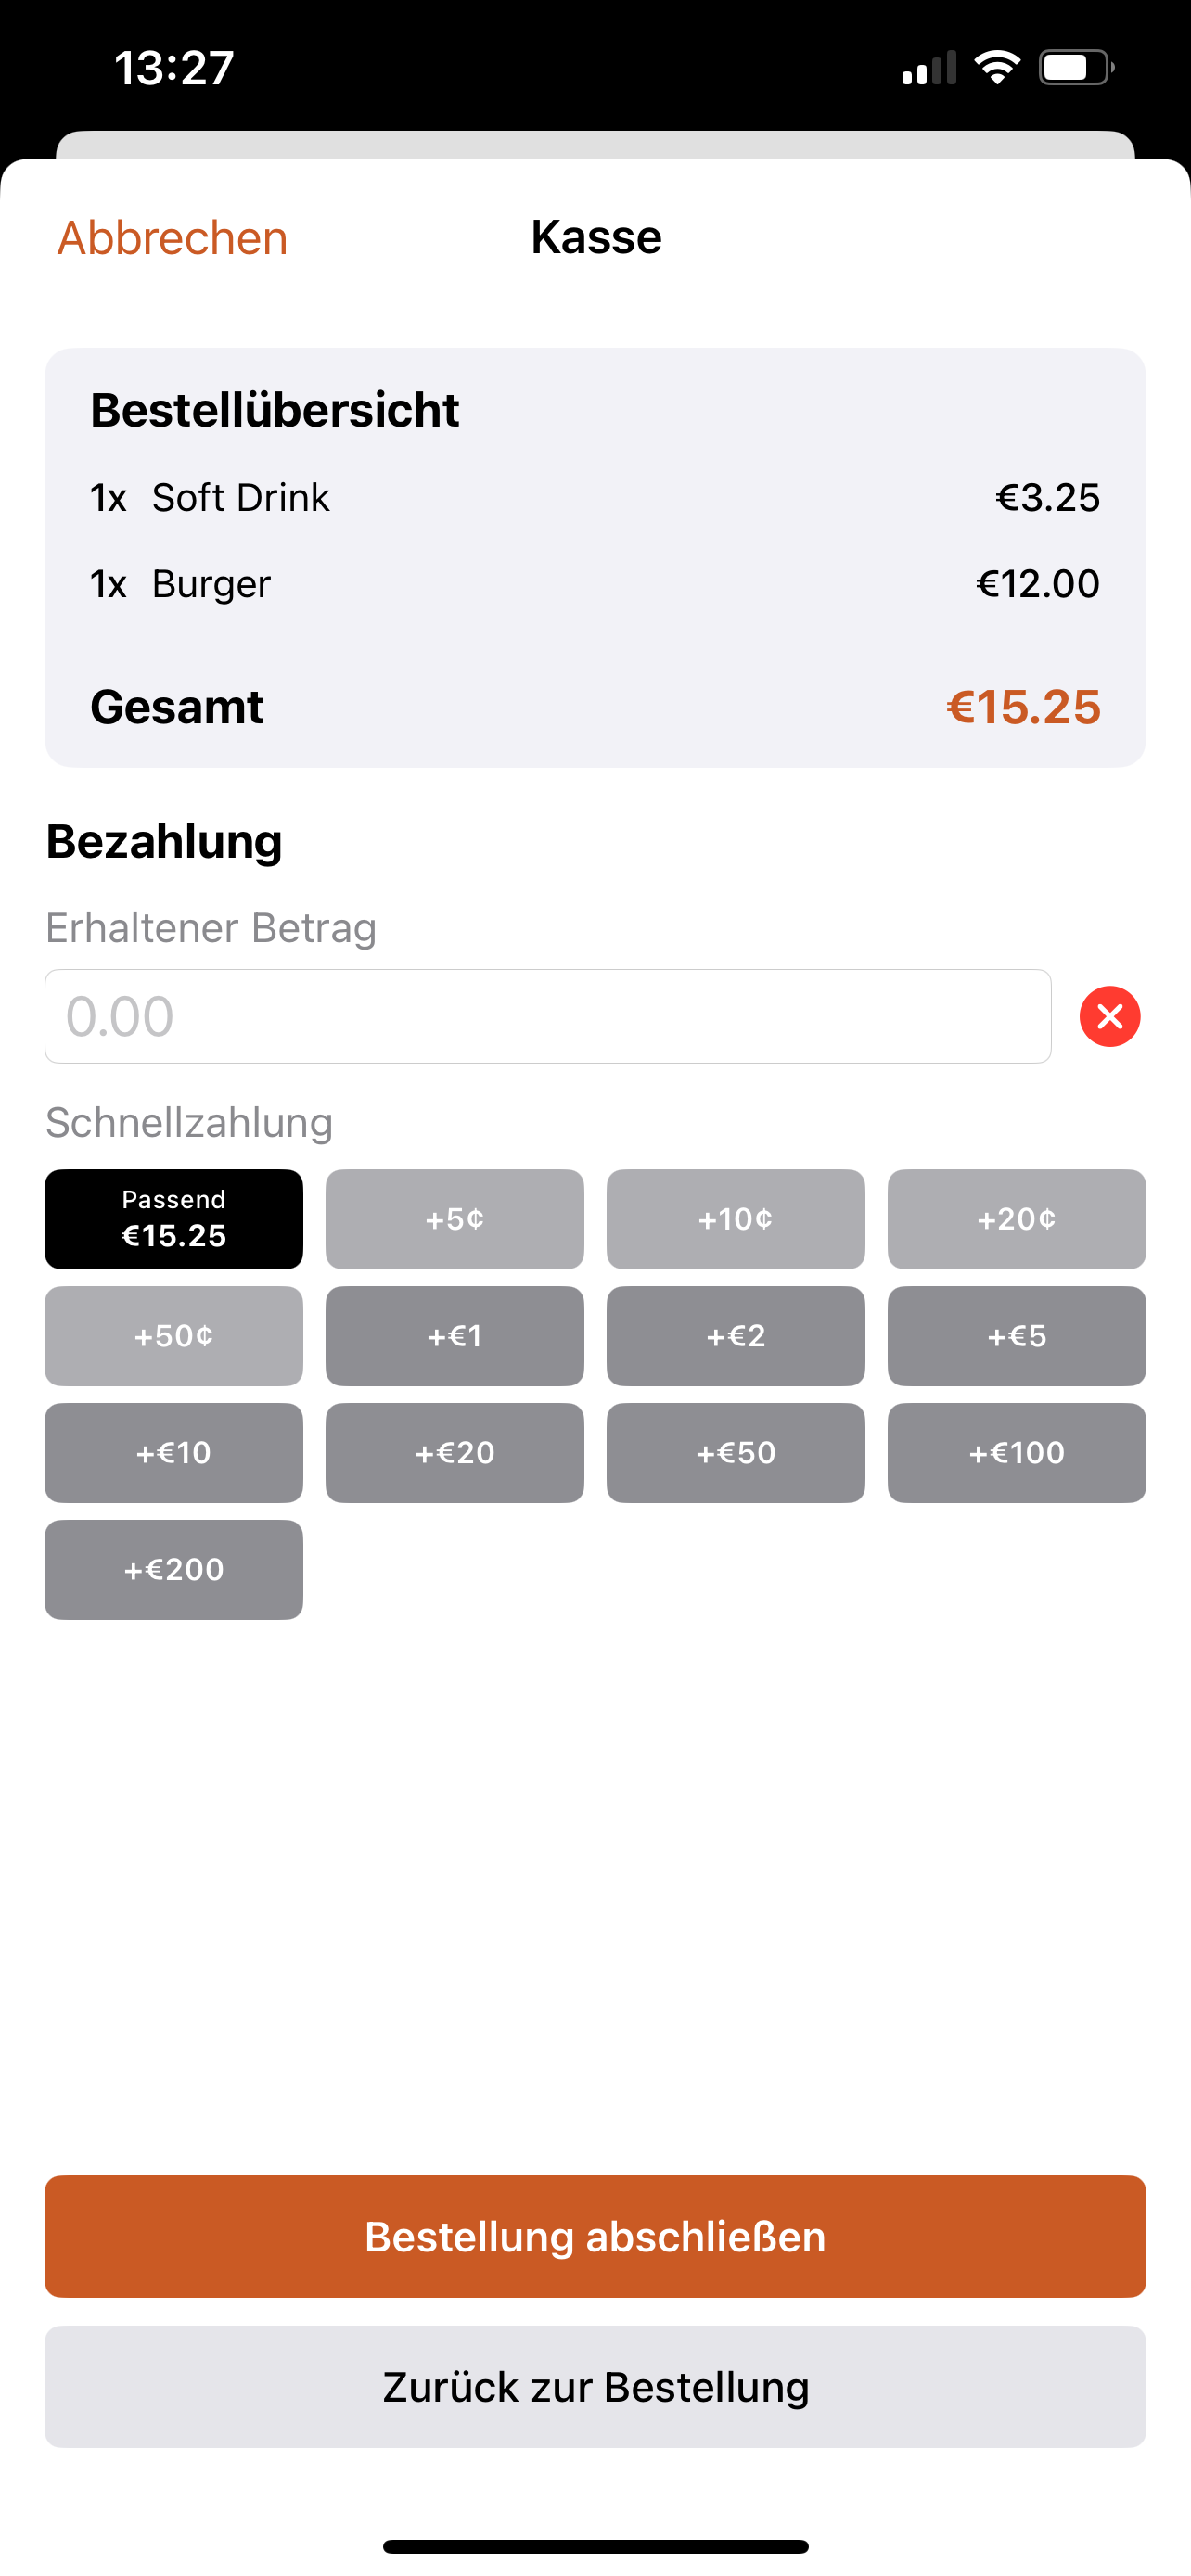 13:27
Abbrechen Kasse
Bestellübersicht
1x Soft Drink €3.25
1x Burger €12.00
Gesamt €15.25
Bezahlung
Erhaltener Betrag
0.00
Schnellzahlung
Passend
€15.25
+5¢ +10¢ +20¢
+50¢ +€1 +€2 +€5
+€10 +€20 +€50 +€100
+€200
Bestellung abschließen
Zurück zur Bestellung